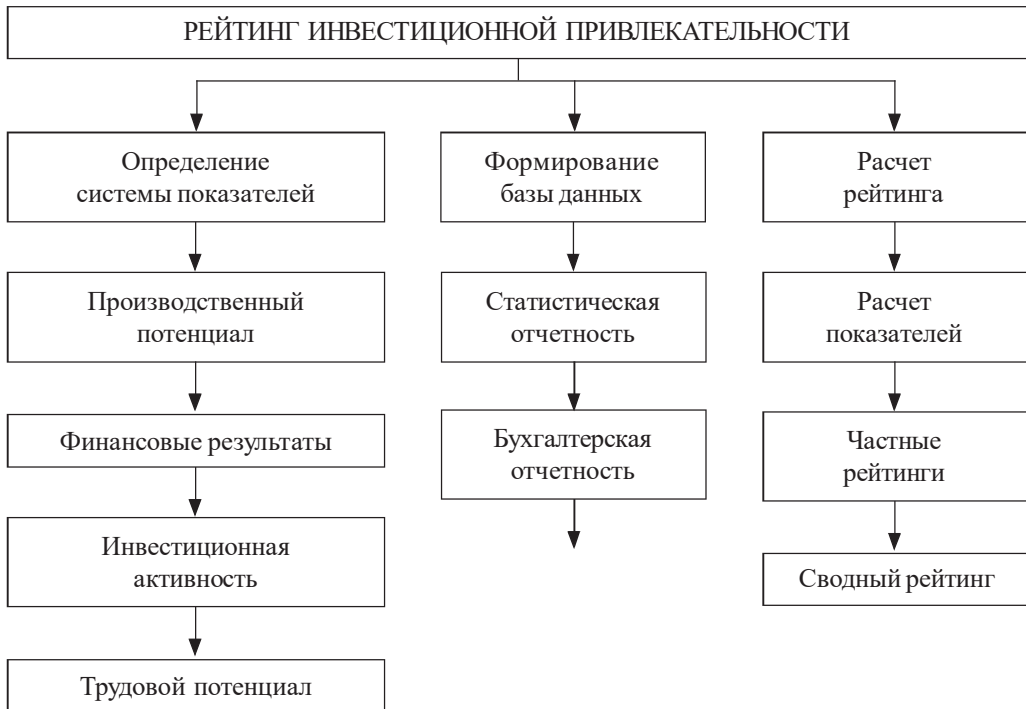 РЕЙТИНГ ИНВЕСТИЦИОННОЙ ПРИВЛЕКАТЕЛЬНОСТИ
Определение
системы показателей
Производственный
потенциал
Финансовые результаты
Инвестиционная
активность
Трудовой потенциал
Формирование
базы данных
Статистическая
отчетность
Бухгалтерская
отчетность
Расчет
рейтинга
Расчет
показателей
Частные
рейтинги
Сводный рейтинг